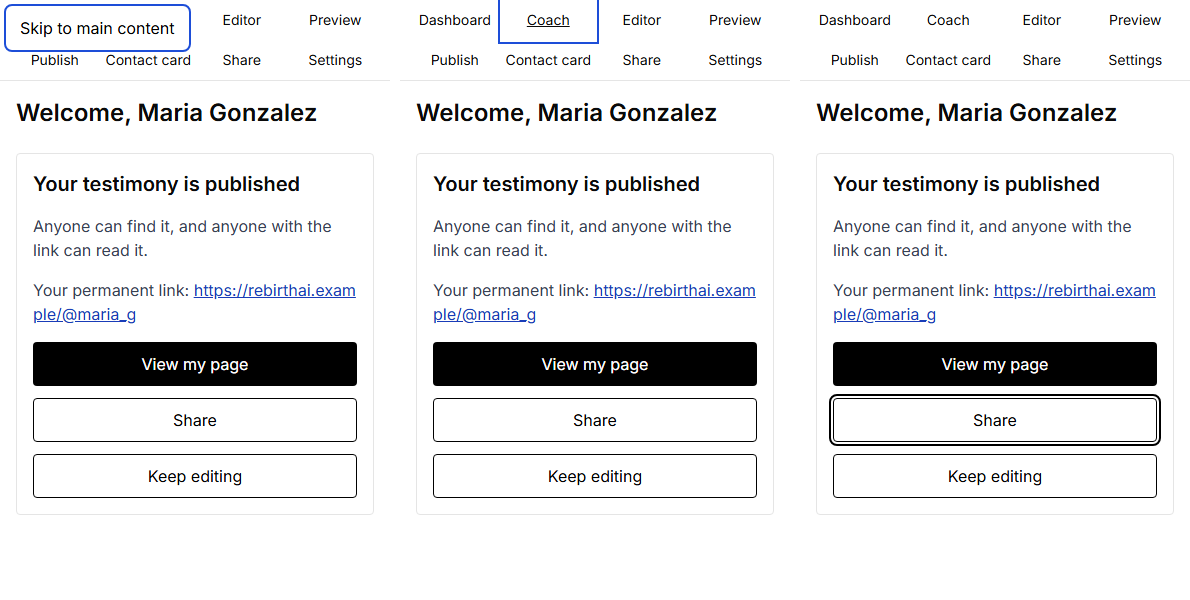 Skip to main content
Editor
Preview
Publish
Contact card
Share
Settings
Welcome, Maria Gonzalez
Your testimony is published
Anyone can find it, and anyone with the
link can read it.
Your permanent link: https://rebirthai.exam
ple/@maria_g
View my page
Share
Keep editing
Dashboard
Coach
Editor
Preview
Publish
Contact card
Share
Settings
Welcome, Maria Gonzalez
Your testimony is published
Anyone can find it, and anyone with the
link can read it.
Your permanent link: https://rebirthai.exam
ple/@maria_g
View my page
Share
Keep editing
Dashboard
Coach
Editor
Preview
Publish
Contact card
Share
Settings
Welcome, Maria Gonzalez
Your testimony is published
Anyone can find it, and anyone with the
link can read it.
Your permanent link: https://rebirthai.exam
ple/@maria_g
View my page
Share
Keep editing